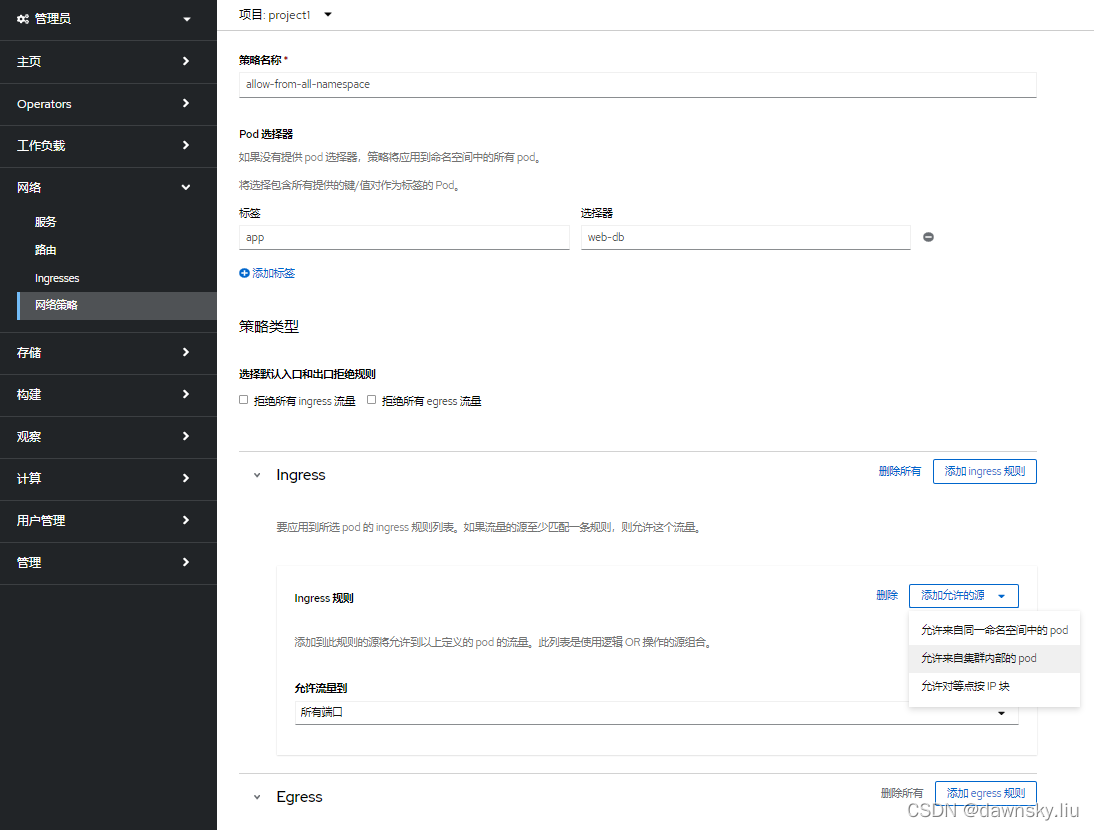 管理员
主页
Operators
工作负载
网络
服务
路由
Ingresses
网络策略
存储
构建
观察
计算
用户管理
管理
项目: project1
策略名称 *
allow-from-all-namespace
Pod 选择器
如果没有提供 pod 选择器，策略将应用到命名空间中的所有 pod。
将选择包含所有提供的键/值对作为标签的 Pod。
标签 选择器
app web-db
添加标签
策略类型
选择默认入口和出口拒绝规则
拒绝所有 ingress 流量 拒绝所有 egress 流量
Ingress 删除所有 添加 ingress 规则
要应用到所选 pod 的 ingress 规则列表。如果流量的源至少匹配一条规则，则允许这个流量。
Ingress 规则 删除 添加允许的源
允许来自同一命名空间中的 pod
允许来自集群内部的 pod
允许对等点按 IP 块
添加到此规则的源将允许到以上定义的 pod 的流量。此列表是使用逻辑 OR 操作的源组合。
允许流量到
所有端口
Egress 删除所有 添加 egress 规则
CSDN @dawnsky.liu